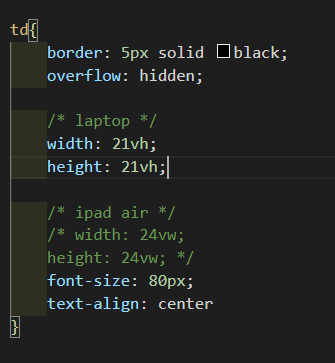 td{
border: 5px solid black;
overflow: hidden;
/* laptop */
width: 21vh;
height: 21vh;
/* ipad air */
/* width: 24vw;
height: 24vw; */
font-size: 80px;
text-align: center
}